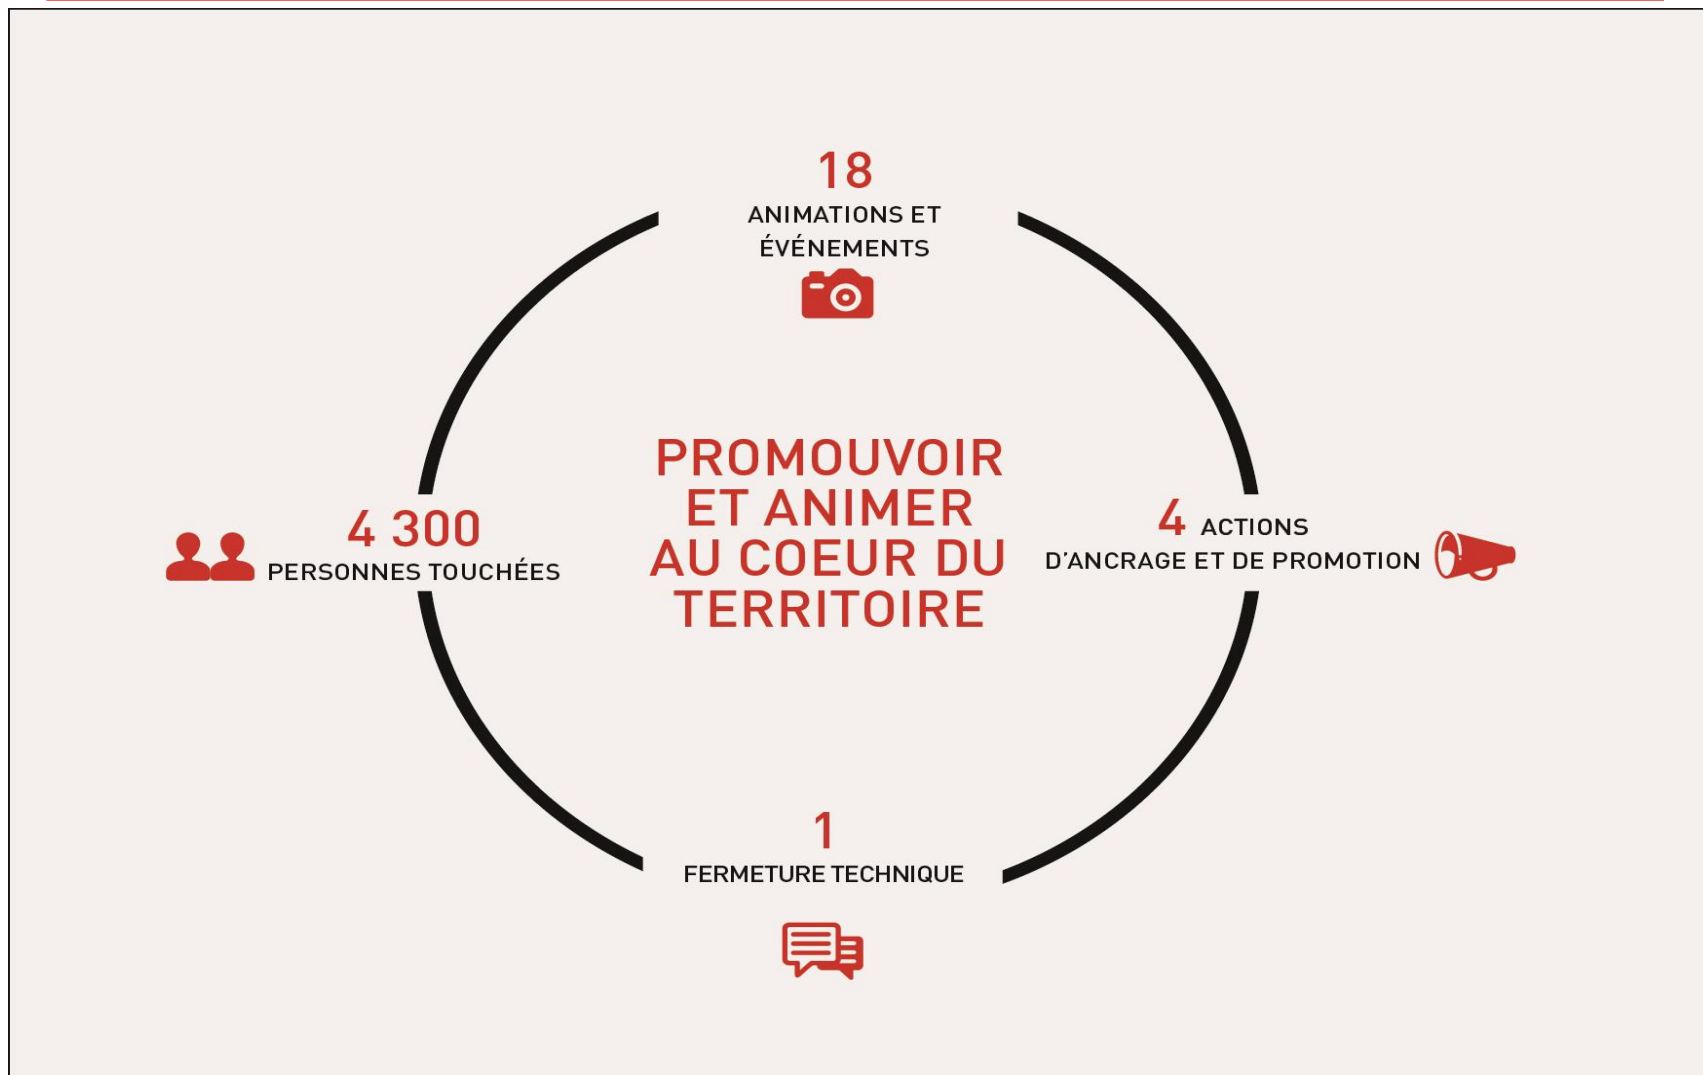 18
ANIMATIONS ET
ÉVÉNEMENTS
PROMOUVOIR
ET ANIMER
AU COEUR DU
TERRITOIRE
4 300
PERSONNES TOUCHÉES
4 ACTIONS
D'ANCRAGE ET DE PROMOTION
1
FERMETURE TECHNIQUE